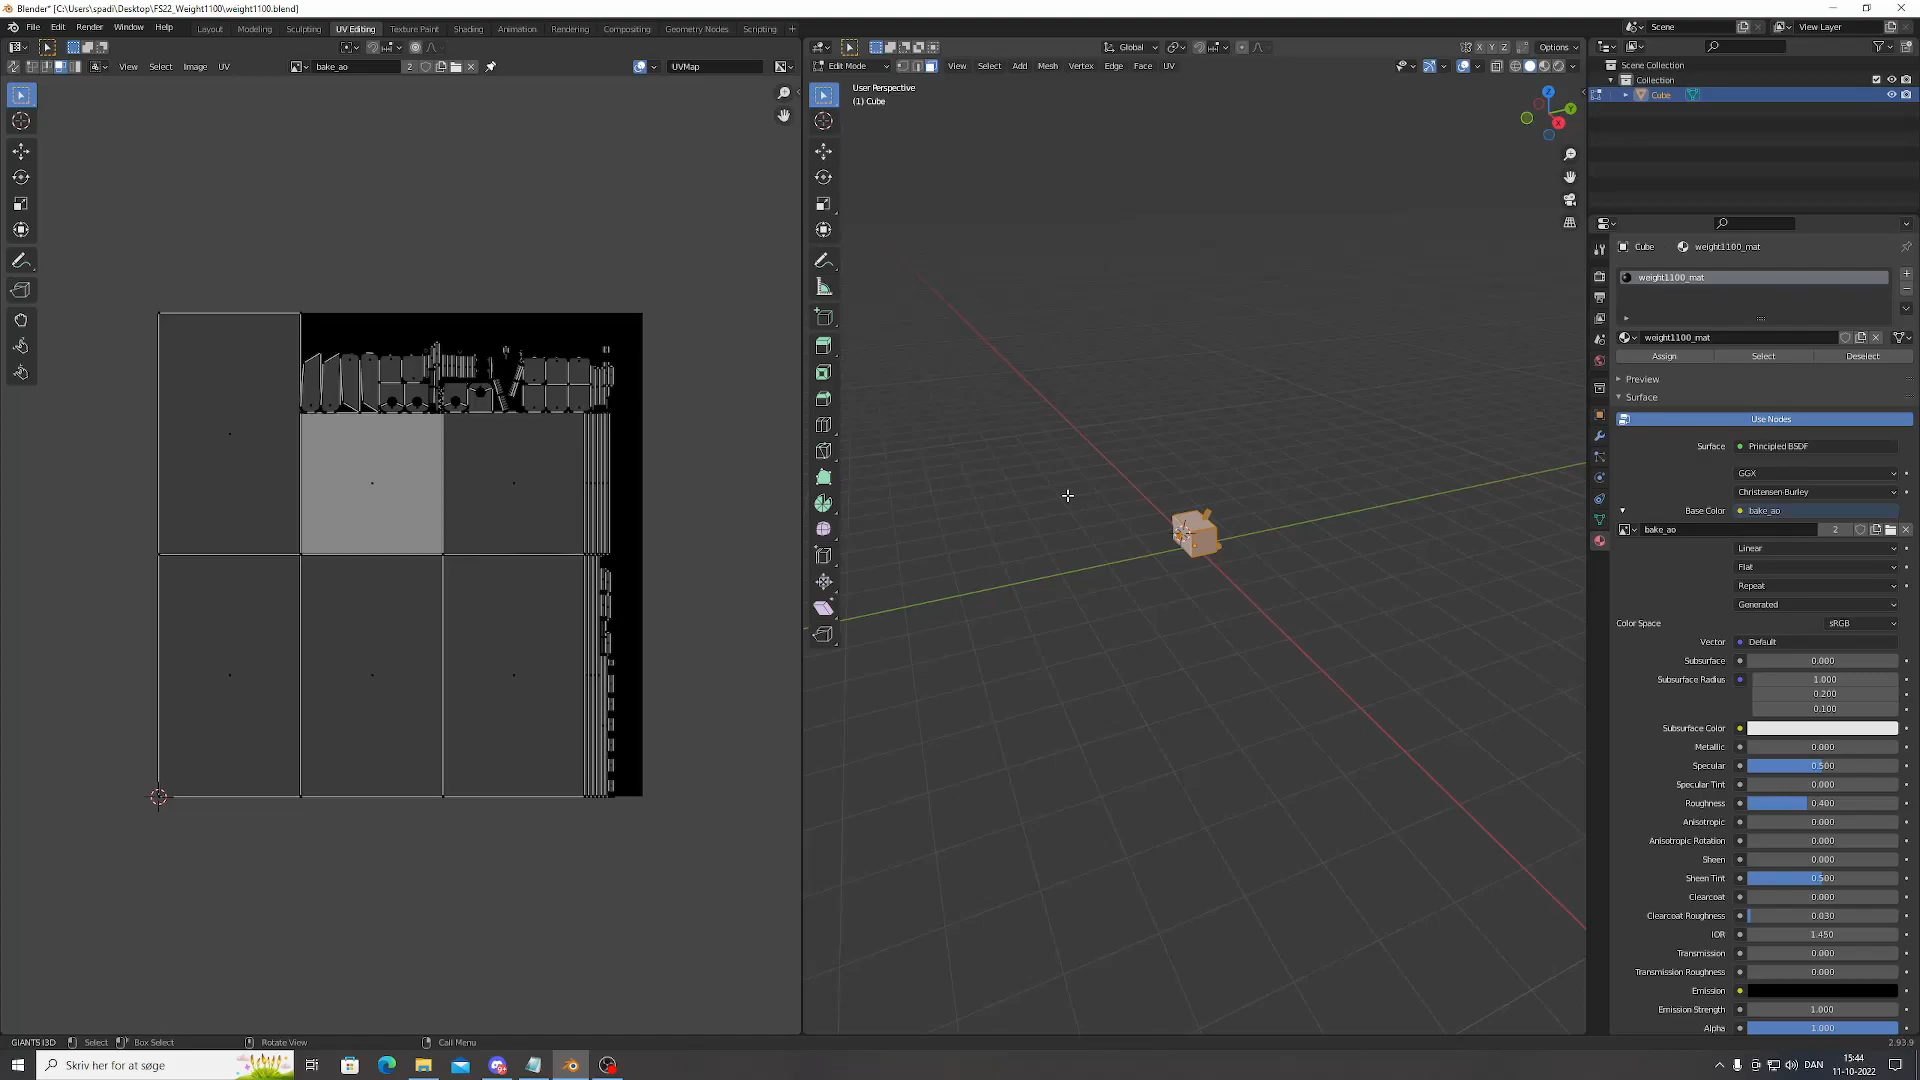 Blender* [C:\Users\spadi\Desktop\FS22_Weight1100\weight1100.blend]
File Edit Render Window Help
Layout Modeling Sculpting UV Editing Texture Paint Shading Animation Rendering Compositing Geometry Nodes Scripting +
Scene
View Layer
View Select Image UV
bake_ao 2
UVMap
Global
X Y Z
Options
Edit Mode
View Select Add Mesh Vertex Edge Face UV
User Perspective
(1) Cube
Z
Y
X
Scene Collection
Collection
Cube
Cube weight1100_mat
weight1100_mat
weight1100_mat
Assign Select Deselect
Preview
Surface
Use Nodes
Surface Principled BSDF
GGX
Christensen-Burley
Base Color bake_ao
bake_ao 2
Linear
Flat
Repeat
Generated
Color Space sRGB
Vector Default
Subsurface 0.000
Subsurface Radius 1.000
0.200
0.100
Subsurface Color
Metallic 0.000
Specular 0.500
Specular Tint 0.000
Roughness 0.400
Anisotropic 0.000
Anisotropic Rotation 0.000
Sheen 0.000
Sheen Tint 0.500
Clearcoat 0.000
Clearcoat Roughness 0.030
IOR 1.450
Transmission 0.000
Transmission Roughness 0.000
Emission
Emission Strength 1.000
Alpha 1.000
GIANTS I3D Select Box Select Rotate View Call Menu
2.93.9
Skriv her for at søge
DAN
15:44
11-10-2022